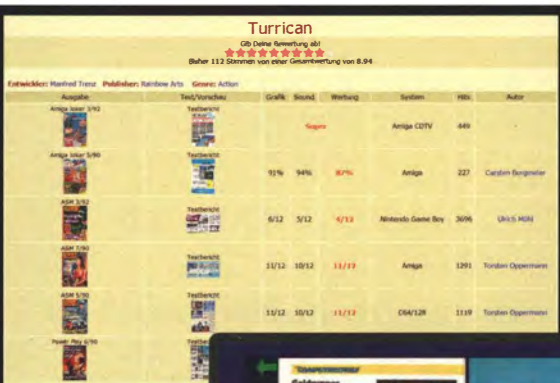 Turrican
Gib Deine Bewertung ab!
Bisher 112 Stimmen von einer Gesamtwertung von 8.94
Entwickler: Manfred Trenz Publisher: Rainbow Arts Genre: Action
Ausgabe Text/Vorschau Grafik Sound Wertung System Hits Autor
Amiga Joker 3/92 Testbericht
Super Amiga CDTV 449 -
Amiga Joker 5/90 Testbericht
91% 94% 87% Amiga 227 Carsten Borgmeier
ASM 3/92 Testbericht
6/12 5/12 4/12 Nintendo Game Boy 3696 Ulrich Mühl
ASM 7/90 Testbericht
11/12 10/12 11/12 Amiga 1291 Torsten Oppermann
ASM 5/90 Testbericht
11/12 10/12 11/12 C64/128 1119 Torsten Oppermann
Power Play 6/90